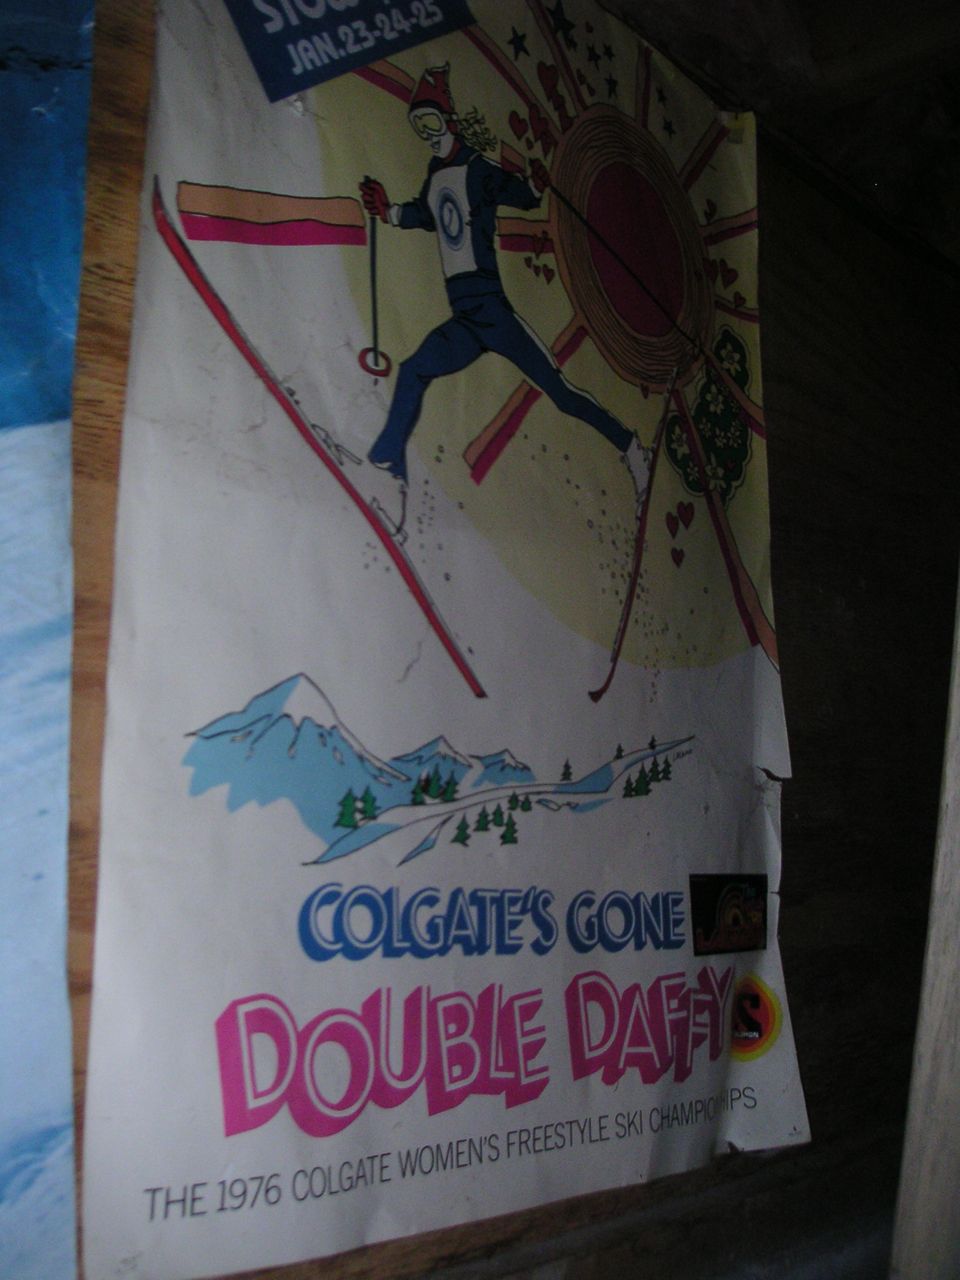 JAN.23-24-25
COLGATE'S GONE
DOUBLE DAFFY
THE 1976 COLGATE WOMEN'S FREESTYLE SKI CHAMPIONSHIPS